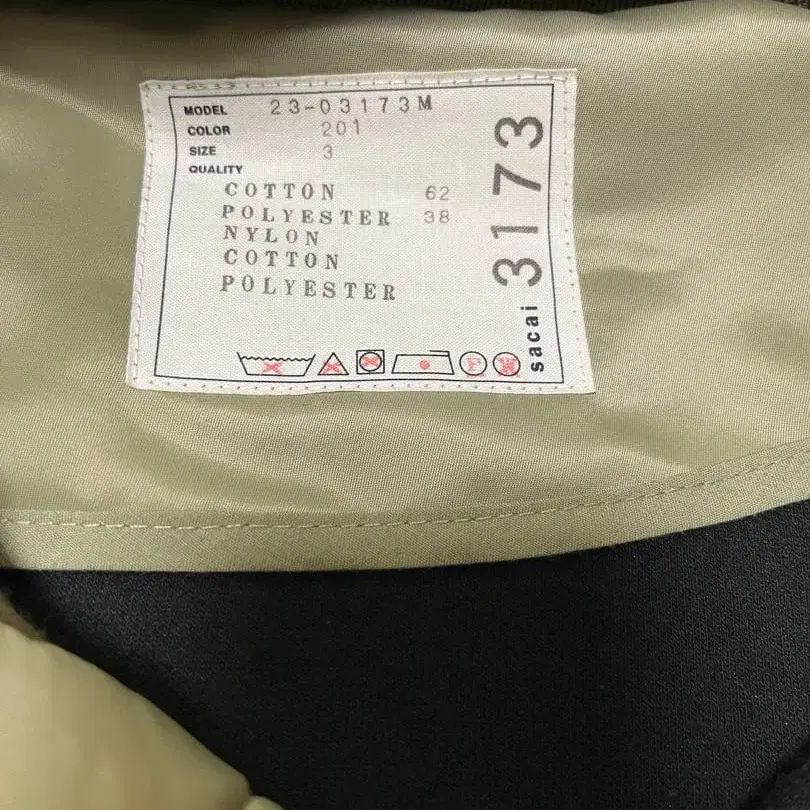 MODEL 23-03173M
COLOR 201
SIZE 3
QUALITY
COTTON 62
POLYESTER 38
NYLON
COTTON
POLYESTER
sacai 3173